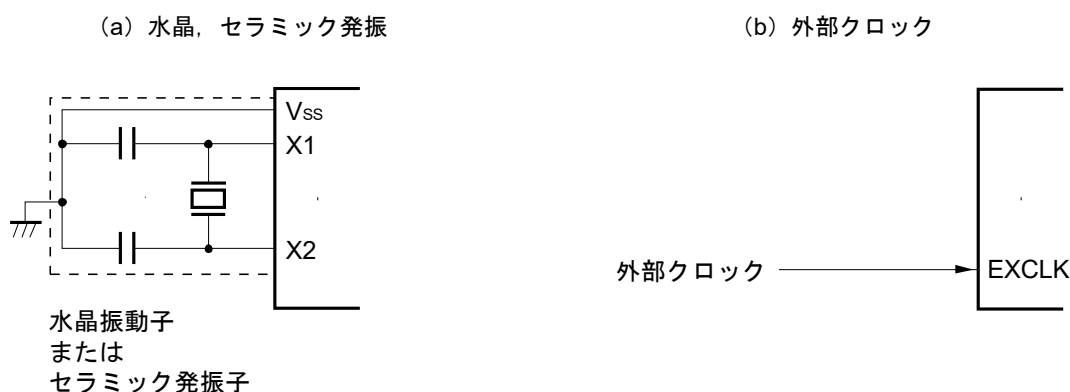 (a) 水晶，セラミック発振
(b) 外部クロック
VSS
X1
X2
水晶振動子
または
セラミック発振子
外部クロック
EXCLK